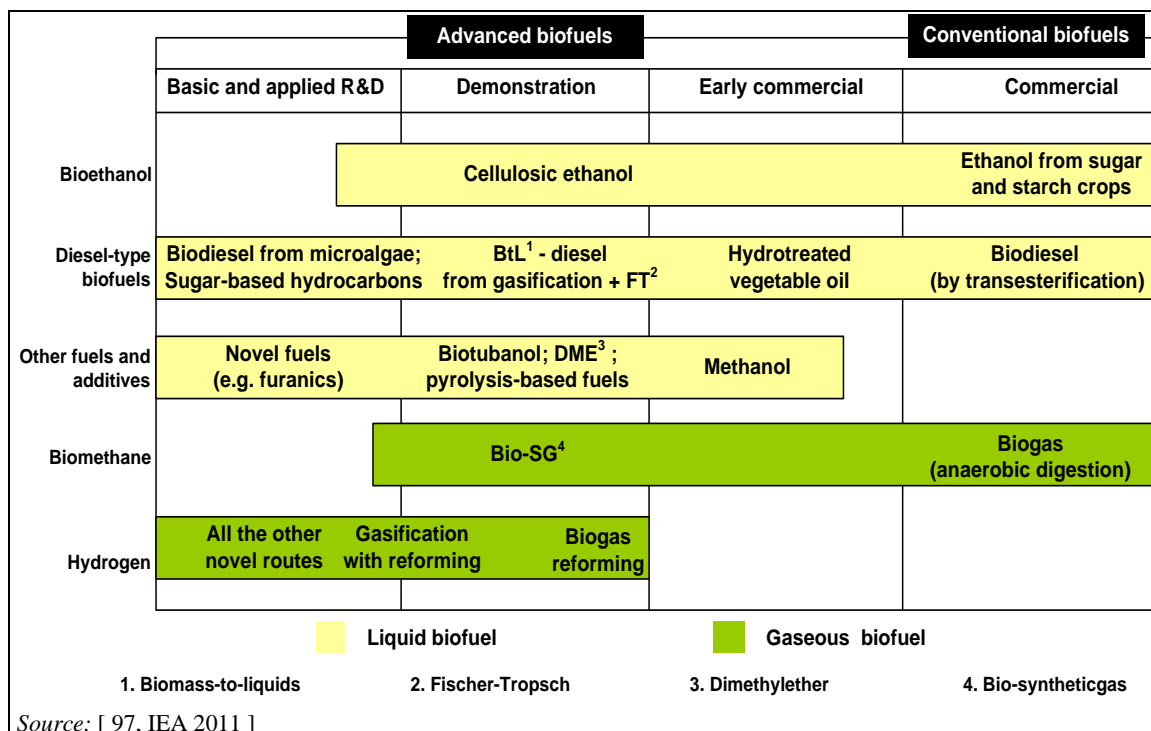 Advanced biofuels
Conventional biofuels
Basic and applied R&D
Demonstration
Early commercial
Commercial
Bioethanol
Cellulosic ethanol
Ethanol from sugar
and starch crops
Diesel-type
biofuels
Biodiesel from microalgae;
Sugar-based hydrocarbons
BtL1 - diesel
from gasification + FT2
Hydrotreated
vegetable oil
Biodiesel
(by transesterification)
Other fuels and
additives
Novel fuels
(e.g. furanics)
Biotubanol; DME3 ;
pyrolysis-based fuels
Methanol
Biomethane
Bio-SG4
Biogas
(anaerobic digestion)
Hydrogen
All the other
novel routes
Gasification
with reforming
Biogas
reforming
Liquid biofuel
Gaseous biofuel
1. Biomass-to-liquids
2. Fischer-Tropsch
3. Dimethylether
4. Bio-syntheticgas
Source: [ 97, IEA 2011 ]